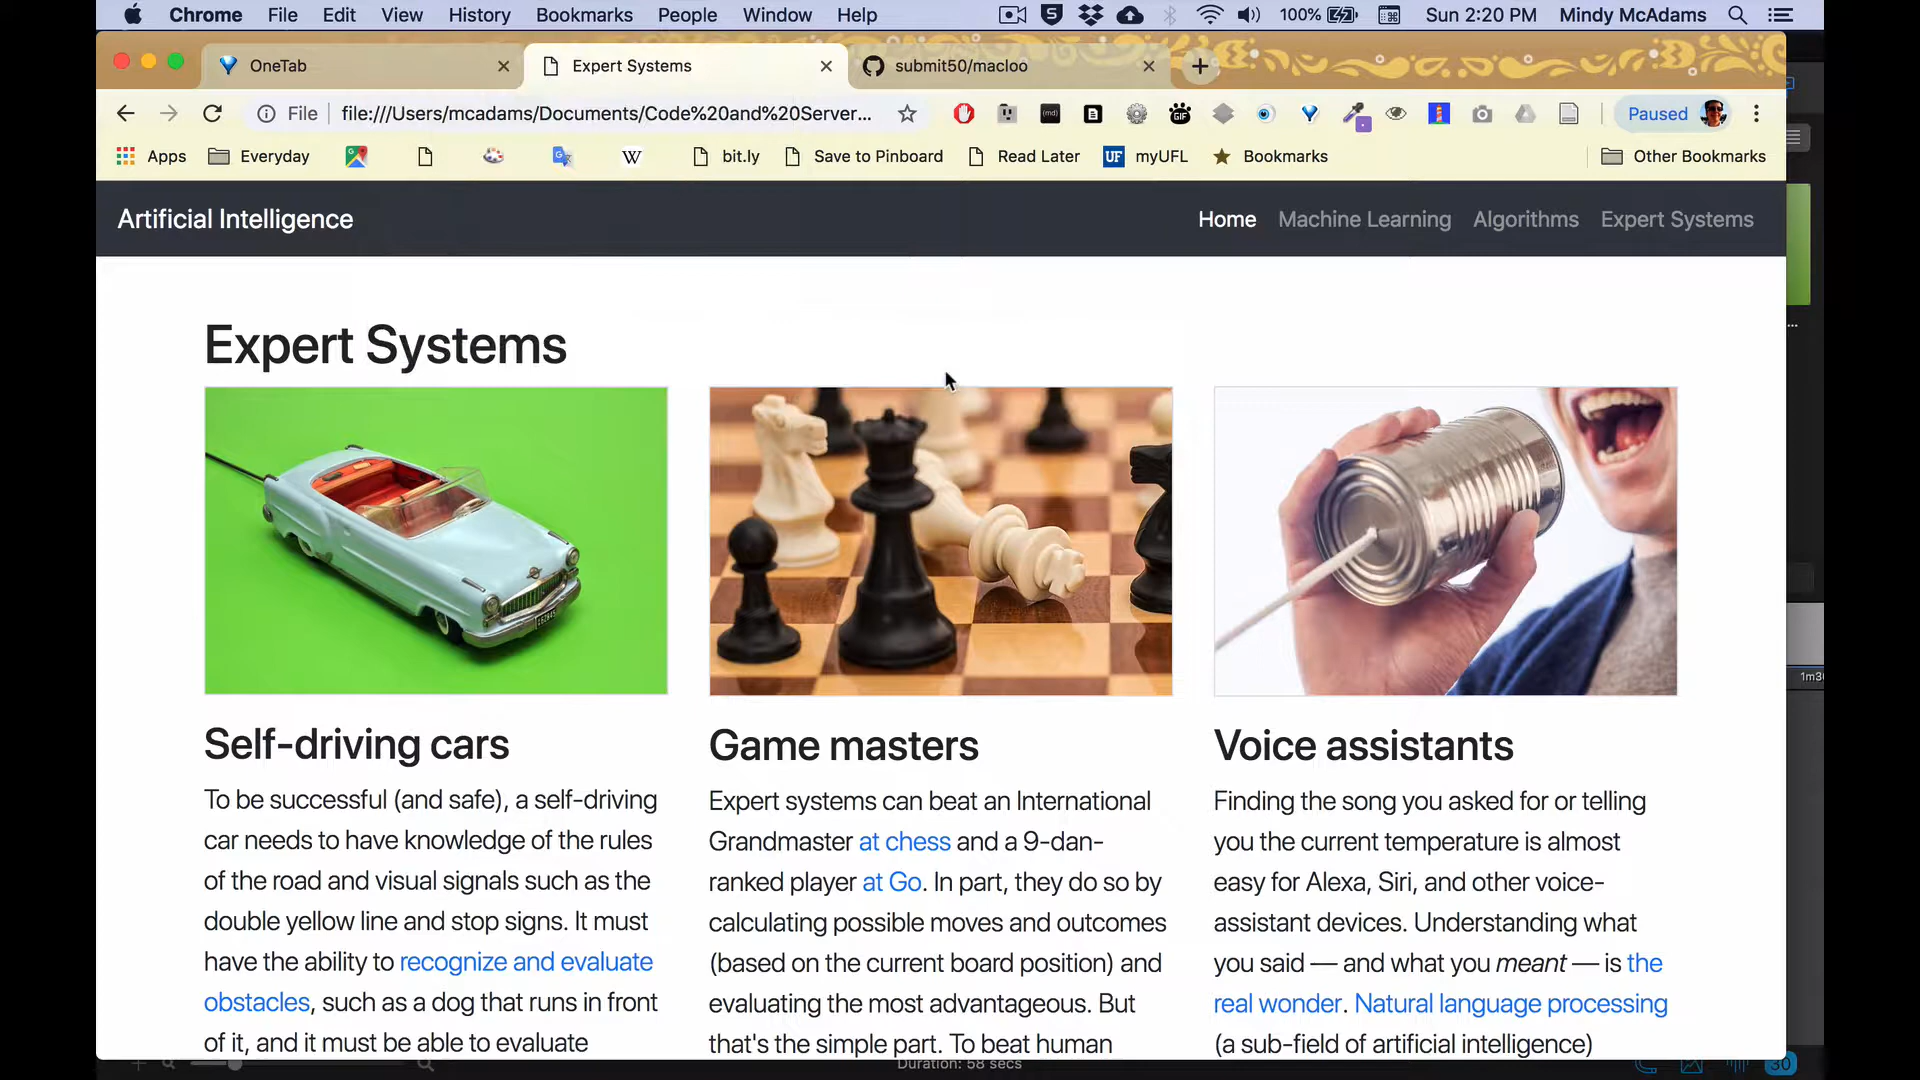 Chrome File Edit View History Bookmarks People Window Help 100% Sun 2:20 PM Mindy McAdams
OneTab Expert Systems submit50/macloo
File file:///Users/mcadams/Documents/Code%20and%20Server... Paused
Apps Everyday W bit.ly Save to Pinboard Read Later UF myUFL Bookmarks Other Bookmarks
Artificial Intelligence Home Machine Learning Algorithms Expert Systems
Expert Systems
Self-driving cars
To be successful (and safe), a self-driving
car needs to have knowledge of the rules
of the road and visual signals such as the
double yellow line and stop signs. It must
have the ability to recognize and evaluate
obstacles, such as a dog that runs in front
of it, and it must be able to evaluate
Game masters
Expert systems can beat an International
Grandmaster at chess and a 9-dan-
ranked player at Go. In part, they do so by
calculating possible moves and outcomes
(based on the current board position) and
evaluating the most advantageous. But
that's the simple part. To beat human
Voice assistants
Finding the song you asked for or telling
you the current temperature is almost
easy for Alexa, Siri, and other voice-
assistant devices. Understanding what
you said — and what you meant — is the
real wonder. Natural language processing
(a sub-field of artificial intelligence)
Duration: 58 secs
30